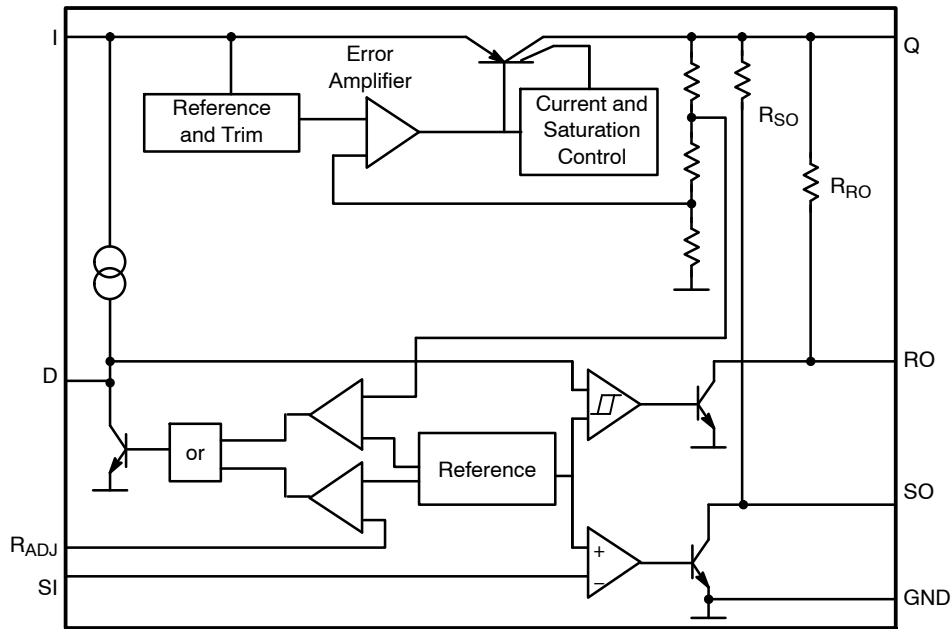 I
Q
Error
Amplifier
Reference
and Trim
Current and
Saturation
Control
RSO
RRO
D
RO
or
Reference
SO
RADJ
+
SI
−
GND